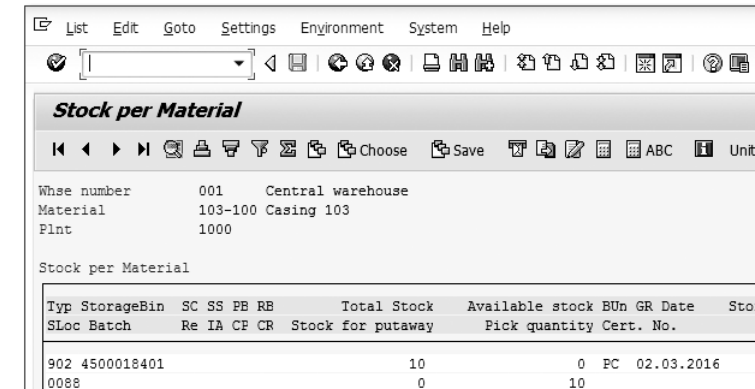 List Edit Goto Settings Environment System Help
Stock per Material
Choose Save ABC Unit
Whse number 001 Central warehouse
Material 103-100 Casing 103
Plnt 1000
Stock per Material
Typ StorageBin SC SS PB RB Total Stock Available stock BUn GR Date Sto
SLoc Batch Re IA CP CR Stock for putaway Pick quantity Cert. No.
902 4500018401 10 0 PC 02.03.2016
0088 0 10